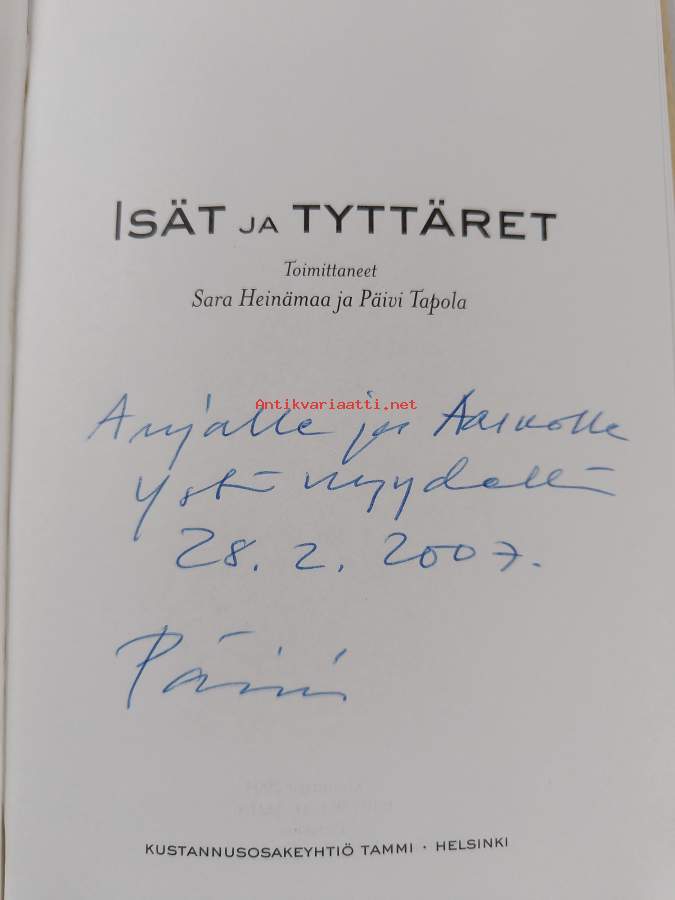 ISÄT JA TYTTÄRET
Toimittaneet
Sara Heinämaa ja Päivi Tapola
Antikvariaatti.net
Anjalle ja Aarnolle
ystävyydellä
28.2.2007.
Päivi
KUSTANNUSOSAKEYHTIÖ TAMMI · HELSINKI